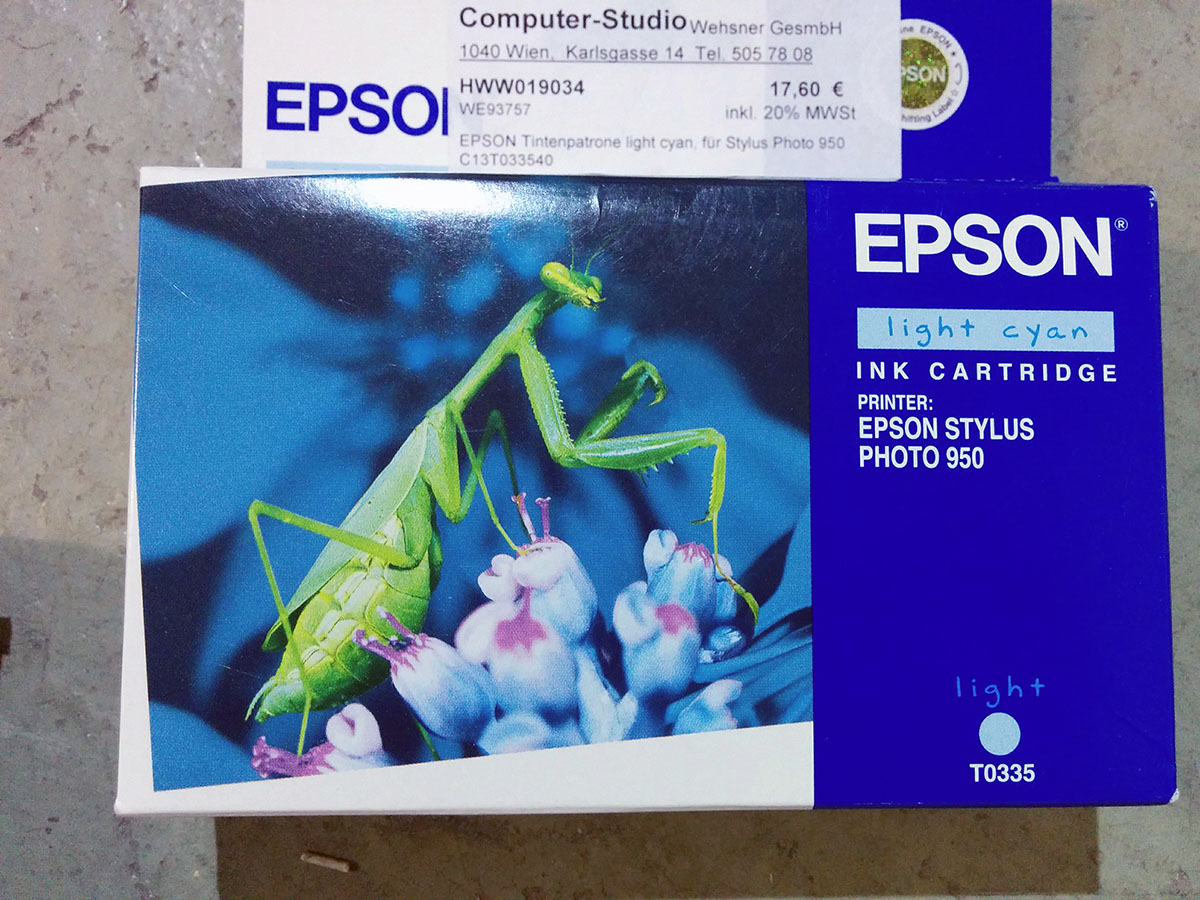 Computer-Studio Wehsner GesmbH
1040 Wien, Karlsgasse 14 Tel. 505 78 08
HWW019034 17,60 €
WE93757 inkl. 20% MWSt
EPSON Tintenpatrone light cyan, für Stylus Photo 950
C13T033540
EPSON
EPSON
EPSON®
light cyan
INK CARTRIDGE
PRINTER:
EPSON STYLUS
PHOTO 950
light
T0335